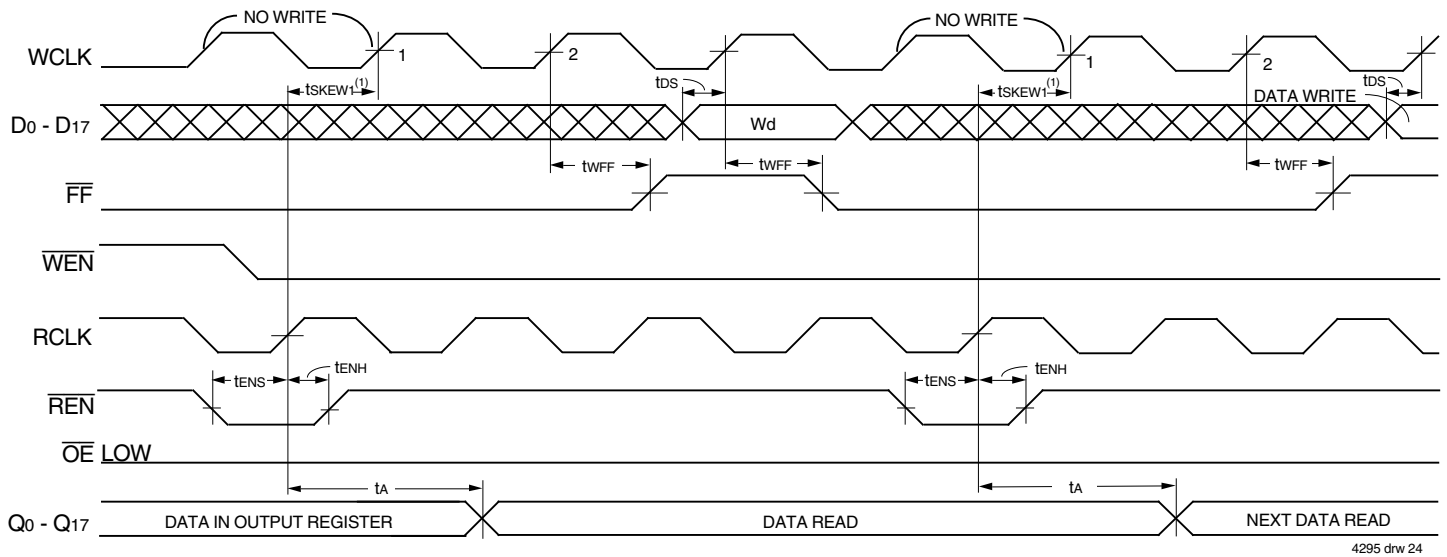 NO WRITE NO WRITE
WCLK 1 2 1 2
tSKEW1(1) tDS tSKEW1(1) tDS
DATA WRITE
D0 - D17 Wd
tWFF tWFF tWFF
FF
WEN
RCLK
tENS tENH tENS tENH
REN
OE LOW
tA tA
Q0 - Q17 DATA IN OUTPUT REGISTER DATA READ NEXT DATA READ
4295 drw 24